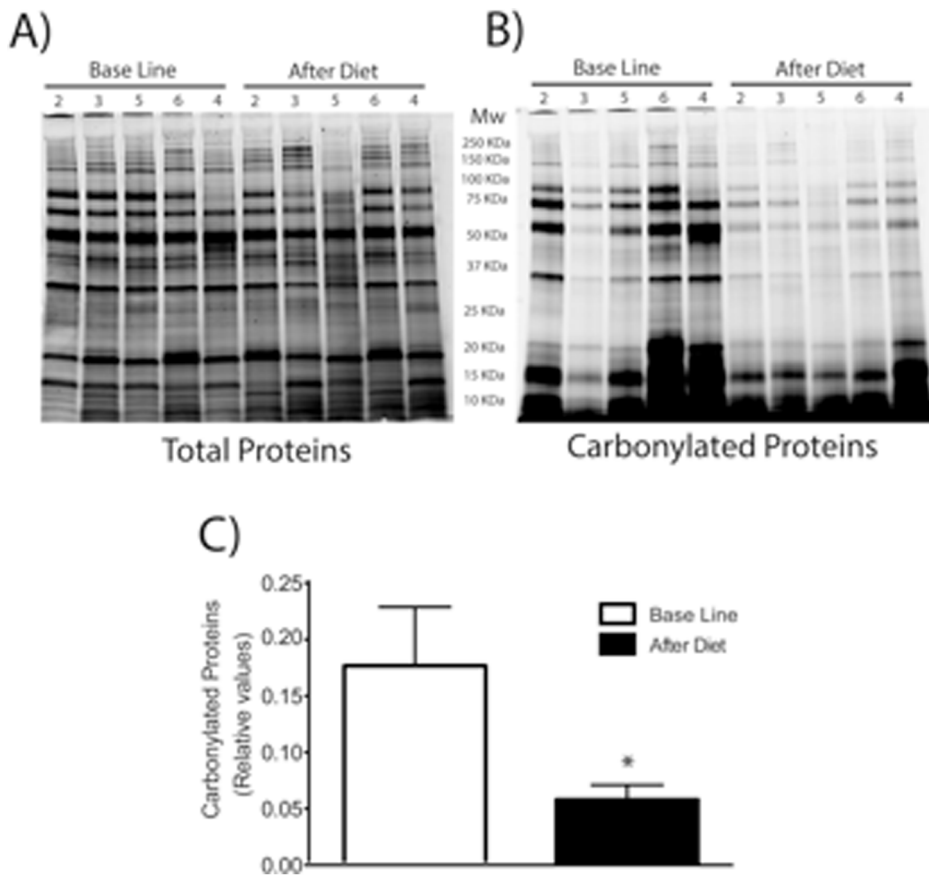 A)
Base Line After Diet
2 3 5 6 4 2 3 5 6 4
Total Proteins
B)
Base Line After Diet
2 3 5 6 4 2 3 5 6 4
Mw
250 KDa
150 KDa
100 KDa
75 KDa
50 KDa
37 KDa
25 KDa
20 KDa
15 KDa
10 KDa
Carbonylated Proteins
C)
Carbonylated Proteins
(Relative values)
0.25
0.20
0.15
0.10
0.05
0.00
*
Base Line
After Diet